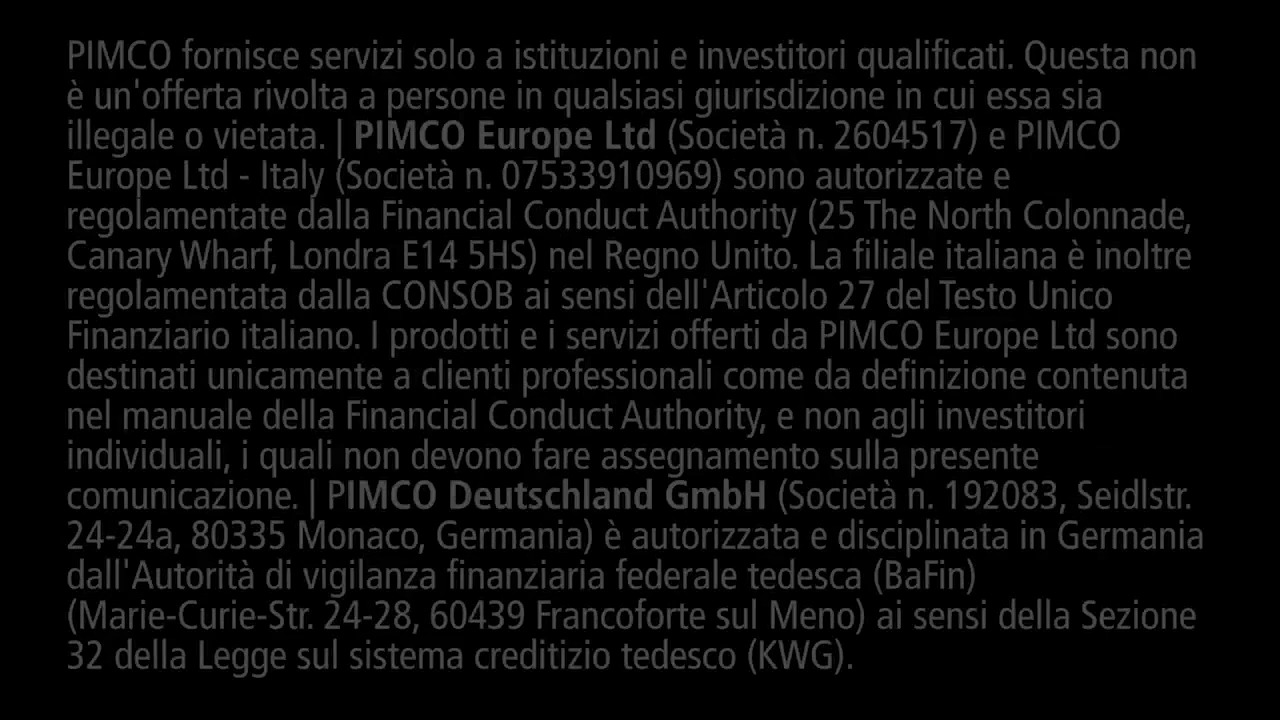 PIMCO fornisce servizi solo a istituzioni e investitori qualificati. Questa non
è un'offerta rivolta a persone in qualsiasi giurisdizione in cui essa sia
illegale o vietata. | PIMCO Europe Ltd (Società n. 2604517) e PIMCO
Europe Ltd - Italy (Società n. 07533910969) sono autorizzate e
regolamentate dalla Financial Conduct Authority (25 The North Colonnade,
Canary Wharf, Londra E14 5HS) nel Regno Unito. La filiale italiana è inoltre
regolamentata dalla CONSOB ai sensi dell'Articolo 27 del Testo Unico
Finanziario italiano. I prodotti e i servizi offerti da PIMCO Europe Ltd sono
destinati unicamente a clienti professionali come da definizione contenuta
nel manuale della Financial Conduct Authority, e non agli investitori
individuali, i quali non devono fare assegnamento sulla presente
comunicazione. | PIMCO Deutschland GmbH (Società n. 192083, Seidlstr.
24-24a, 80335 Monaco, Germania) è autorizzata e disciplinata in Germania
dall'Autorità di vigilanza finanziaria federale tedesca (BaFin)
(Marie-Curie-Str. 24-28, 60439 Francoforte sul Meno) ai sensi della Sezione
32 della Legge sul sistema creditizio tedesco (KWG).